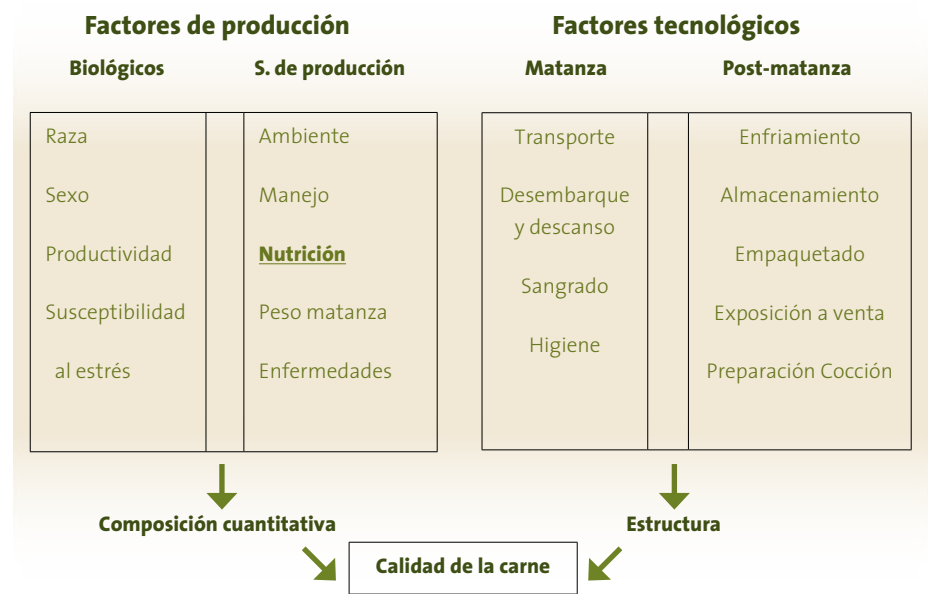 Factores de producción
Factores tecnológicos
Biológicos
S. de producción
Matanza
Post-matanza
Raza
Sexo
Productividad
Susceptibilidad
al estrés
Ambiente
Manejo
Nutrición
Peso matanza
Enfermedades
Transporte
Desembarque
y descanso
Sangrado
Higiene
Enfriamiento
Almacenamiento
Empaquetado
Exposición a venta
Preparación Cocción
Composición cuantitativa
Estructura
Calidad de la carne